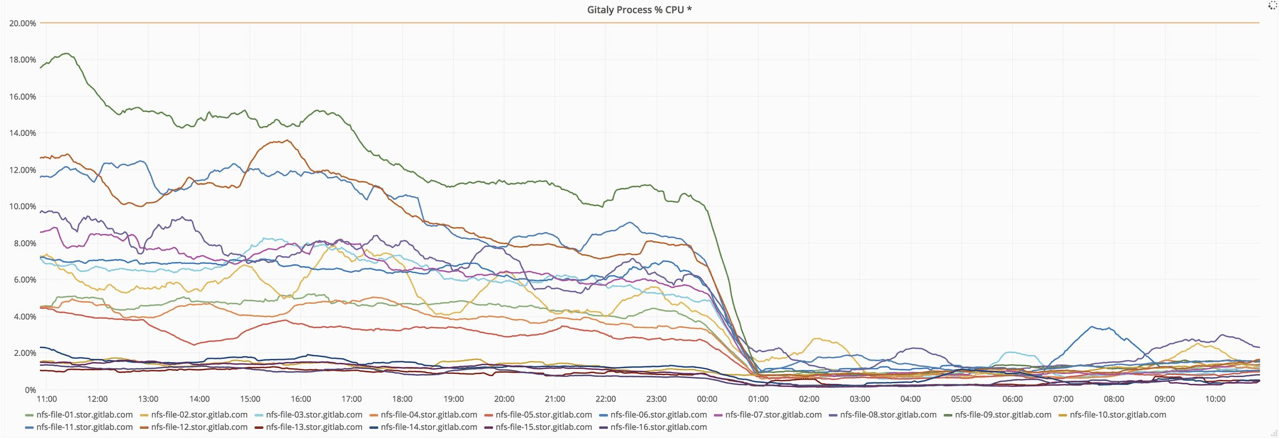 Gitaly Process % CPU *
20.00%
18.00%
16.00%
14.00%
12.00%
10.00%
8.00%
6.00%
4.00%
2.00%
0%
11:00 12:00 13:00 14:00 15:00 16:00 17:00 18:00 19:00 20:00 21:00 22:00 23:00 00:00 01:00 02:00 03:00 04:00 05:00 06:00 07:00 08:00 09:00 10:00
nfs-file-01.stor.gitlab.com nfs-file-02.stor.gitlab.com nfs-file-03.stor.gitlab.com nfs-file-04.stor.gitlab.com nfs-file-05.stor.gitlab.com nfs-file-06.stor.gitlab.com nfs-file-07.stor.gitlab.com nfs-file-08.stor.gitlab.com nfs-file-09.stor.gitlab.com nfs-file-10.stor.gitlab.com
nfs-file-11.stor.gitlab.com nfs-file-12.stor.gitlab.com nfs-file-13.stor.gitlab.com nfs-file-14.stor.gitlab.com nfs-file-15.stor.gitlab.com nfs-file-16.stor.gitlab.com